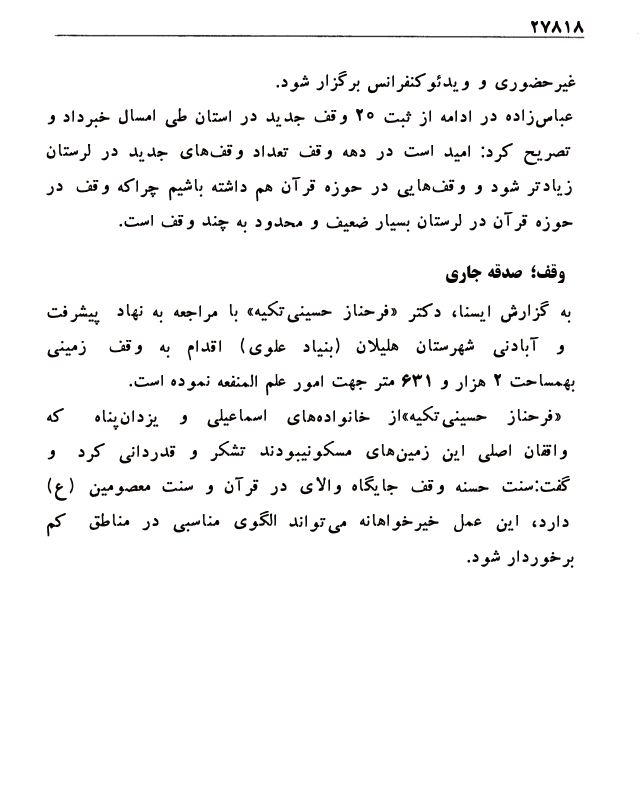 ۲۷۸۱۸
غیرحضوری و ویدئوکنفرانس برگزار شود.
عباس‌زاده در ادامه از ثبت ۲۰ وقف جدید در استان طی امسال خبرداد و
تصریح کرد: امید است در دهه وقف تعداد وقف‌های جدید در لرستان
زیادتر شود و وقف‌هایی در حوزه قرآن هم داشته باشیم چراکه وقف در
حوزه قرآن در لرستان بسیار ضعیف و محدود به چند وقف است.
وقف؛ صدقه جاری
به گزارش ایسنا، دکتر «فرحناز حسینی‌تکیه» با مراجعه به نهاد پیشرفت
و آبادنی شهرستان هلیلان (بنیاد علوی) اقدام به وقف زمینی
بهمساحت ۲ هزار و ۶۳۱ متر جهت امور علم المنفعه نموده است.
«فرحناز حسینی‌تکیه»از خانواده‌های اسماعیلی و یزدان‌پناه که
واقفان اصلی این زمین‌های مسکونیبودند تشکر و قدردانی کرد و
گفت:سنت حسنه وقف جایگاه والای در قرآن و سنت معصومین (ع)
دارد، این عمل خیرخواهانه می‌تواند الگوی مناسبی در مناطق کم
برخوردار شود.